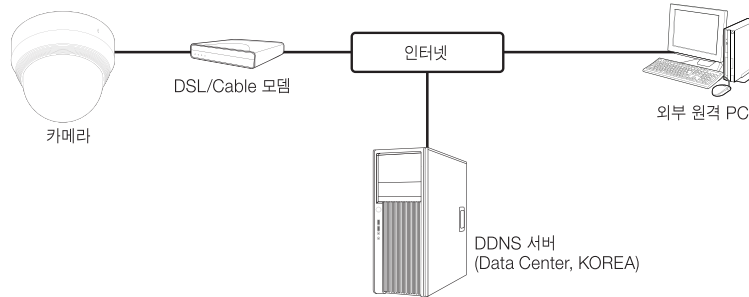 인터넷
DSL/Cable 모뎀
카메라
외부 원격 PC
DDNS 서버
(Data Center, KOREA)